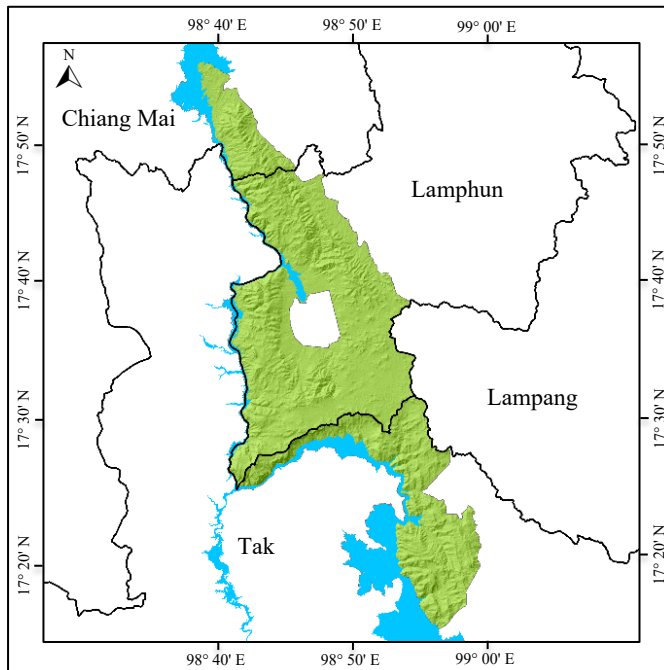 98° 40' E 98° 50' E 99° 00' E
N
Chiang Mai
17° 50' N 17° 50' N
Lamphun
17° 40' N 17° 40' N
Lampang
17° 30' N 17° 30' N
Tak
17° 20' N 17° 20' N
98° 40' E 98° 50' E 99° 00' E